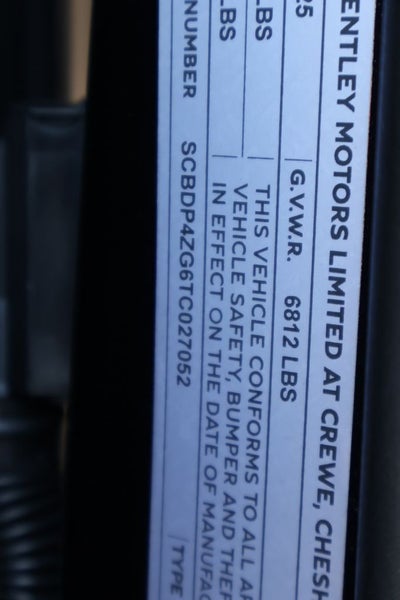 ENTLEY MOTORS LIMITED AT CREWE, CHESH
25 G.V.W.R. 6812 LBS
LBS THIS VEHICLE CONFORMS TO ALL AP
VEHICLE SAFETY, BUMPER AND THEF
LBS IN EFFECT ON THE DATE OF MANUFAC
NUMBER SCBDP4ZG6TC027052 TYPE